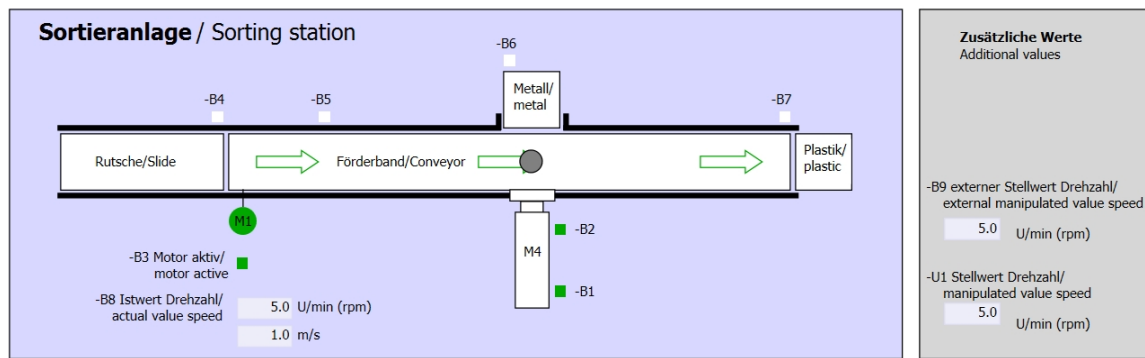 Sortieranlage / Sorting station
-B6
Metall/
metal
-B4
-B5
-B7
Rutsche/Slide
Förderband/Conveyor
Plastik/
plastic
M1
M4
-B2
-B1
-B3 Motor aktiv/
motor active
-B8 Istwert Drehzahl/
actual value speed
5.0 U/min (rpm)
1.0 m/s
Zusätzliche Werte
Additional values
-B9 externer Stellwert Drehzahl/
external manipulated value speed
5.0 U/min (rpm)
-U1 Stellwert Drehzahl/
manipulated value speed
5.0 U/min (rpm)